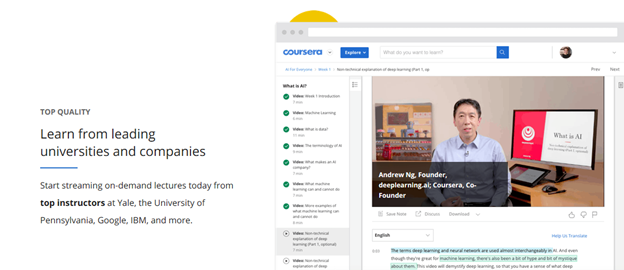 TOP QUALITY
Learn from leading
universities and companies
Start streaming on-demand lectures today from
top instructors at Yale, the University of
Pennsylvania, Google, IBM, and more.
coursera
Explore
What do you want to learn?
AI For Everyone
Week 1
Non-technical explanation of deep learning (Part 1, op
Prev
Next
What is AI?
Video: Week 1 Introduction
Video: Machine Learning
Video: What is data?
11 min
Video: The terminology of AI
Video: What makes an AI
company?
Video: What machine
learning can and cannot do
Video: More examples of
what machine learning can
and cannot do
Video: Non-technical
explanation of deep learning
(Part 1, optional)
Video: Non-technical
explanation of deep learning
What is AI
Andrew Ng, Founder,
deeplearning.ai; Coursera, Co-
Founder
Save Note
Discuss
Download
English
Help Us Translate
0:00
The terms deep learning and neural network are used almost interchangeably in AI. And even
though they're great for machine learning, there's also been a bit of hype and bit of mystique
about them. This video will demystify deep learning, so that you have a sense of what deep